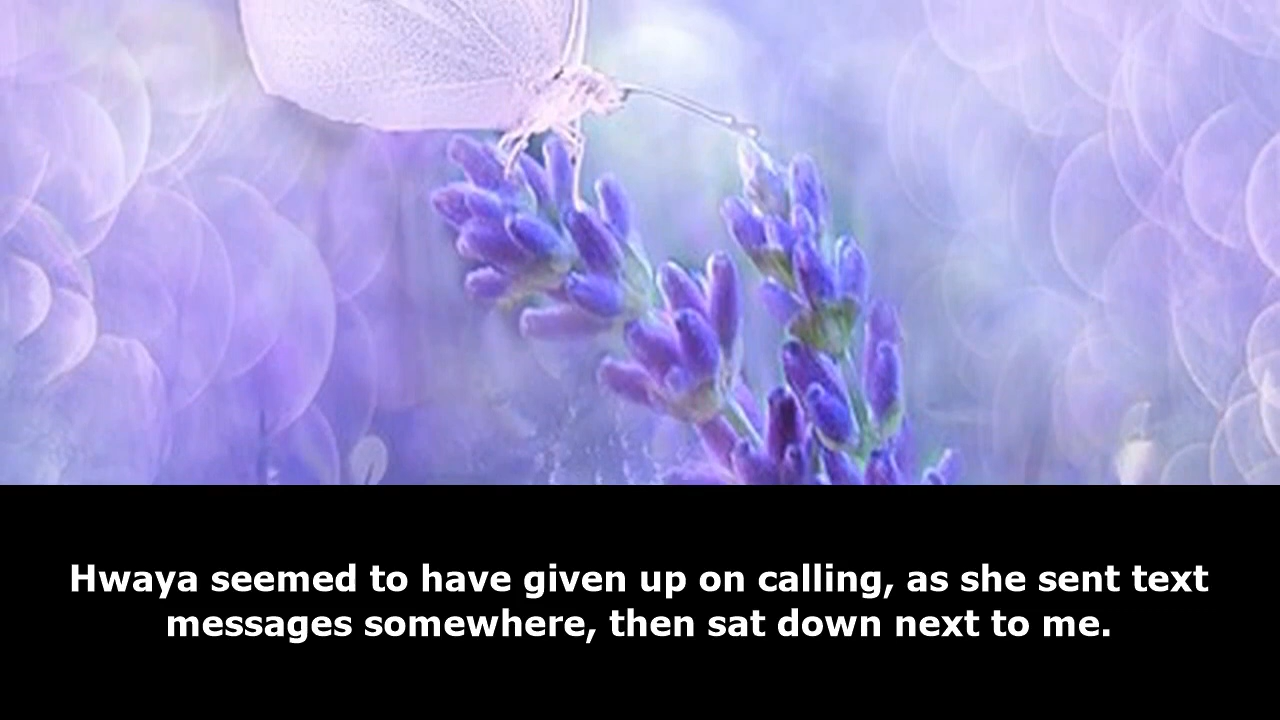 Hwaya seemed to have given up on calling, as she sent text
messages somewhere, then sat down next to me.